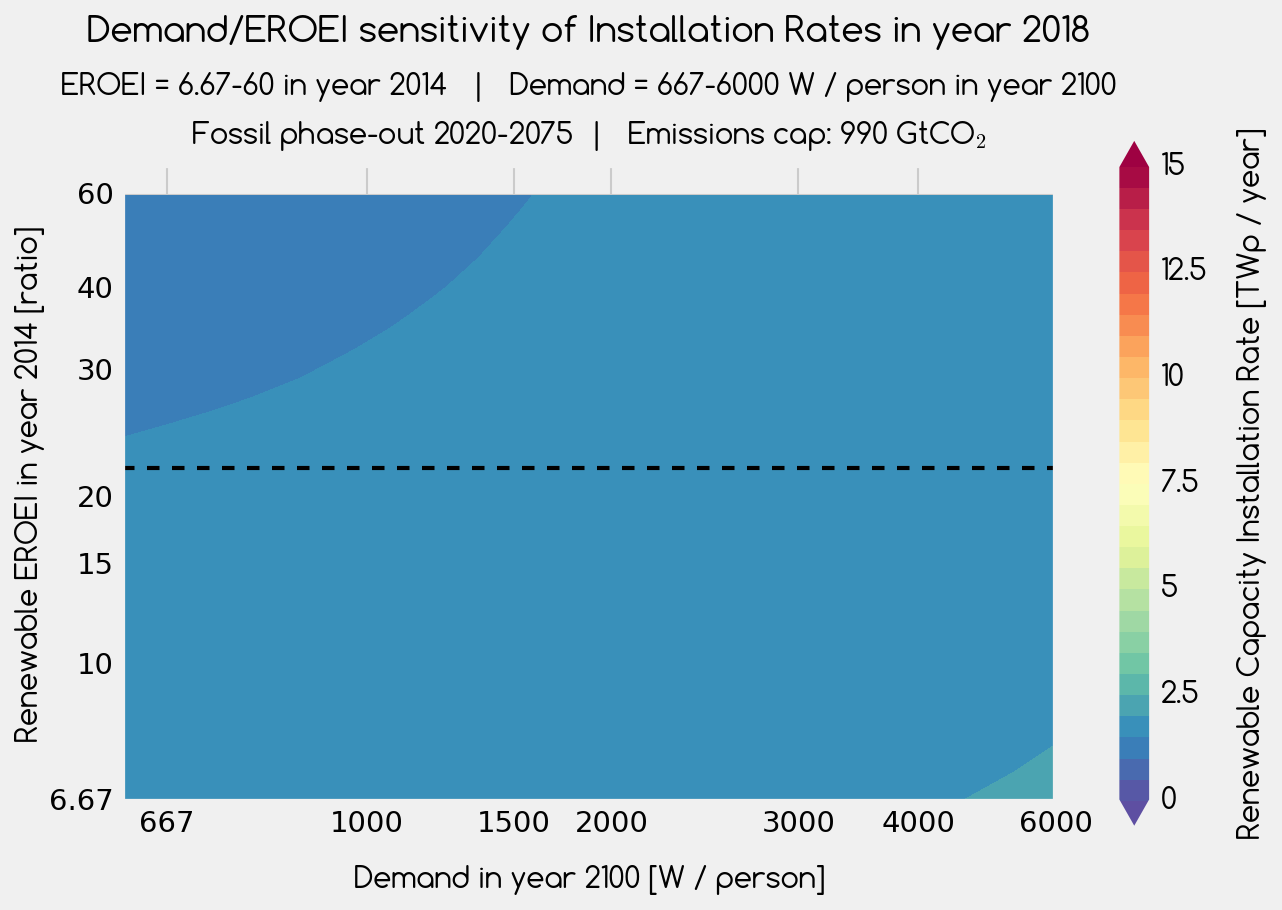 Demand/EROEI sensitivity of Installation Rates in year 2018
EROEI = 6.67-60 in year 2014 | Demand = 667-6000 W / person in year 2100
Fossil phase-out 2020-2075 | Emissions cap: 990 GtCO₂
Renewable EROEI in year 2014 [ratio]
60
40
30
20
15
10
6.67
667 1000 1500 2000 3000 4000 6000
Demand in year 2100 [W / person]
15
12.5
10
7.5
5
2.5
0
Renewable Capacity Installation Rate [TWp / year]